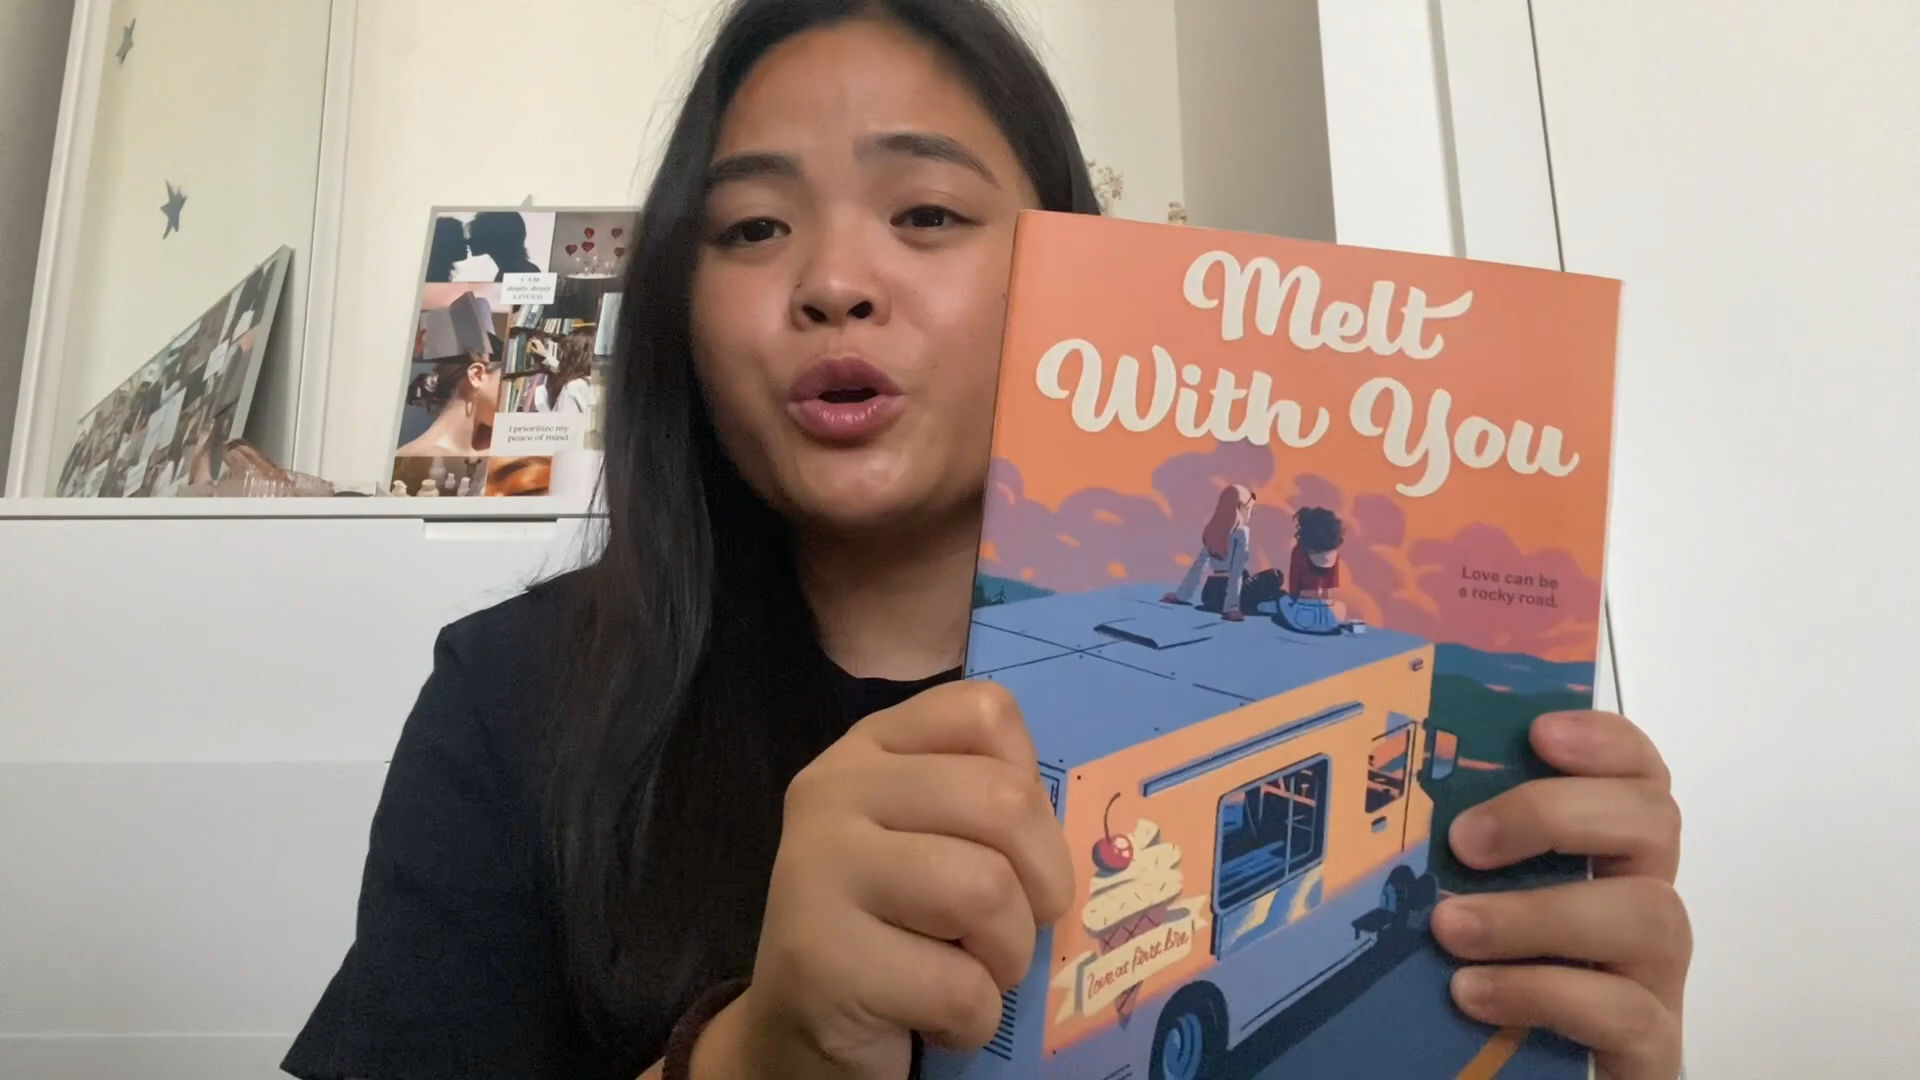 I AM
deeply, deeply
LOVED
I prioritize my
peace of mind
Melt
With You
Love can be
a rocky road.
love at first bite